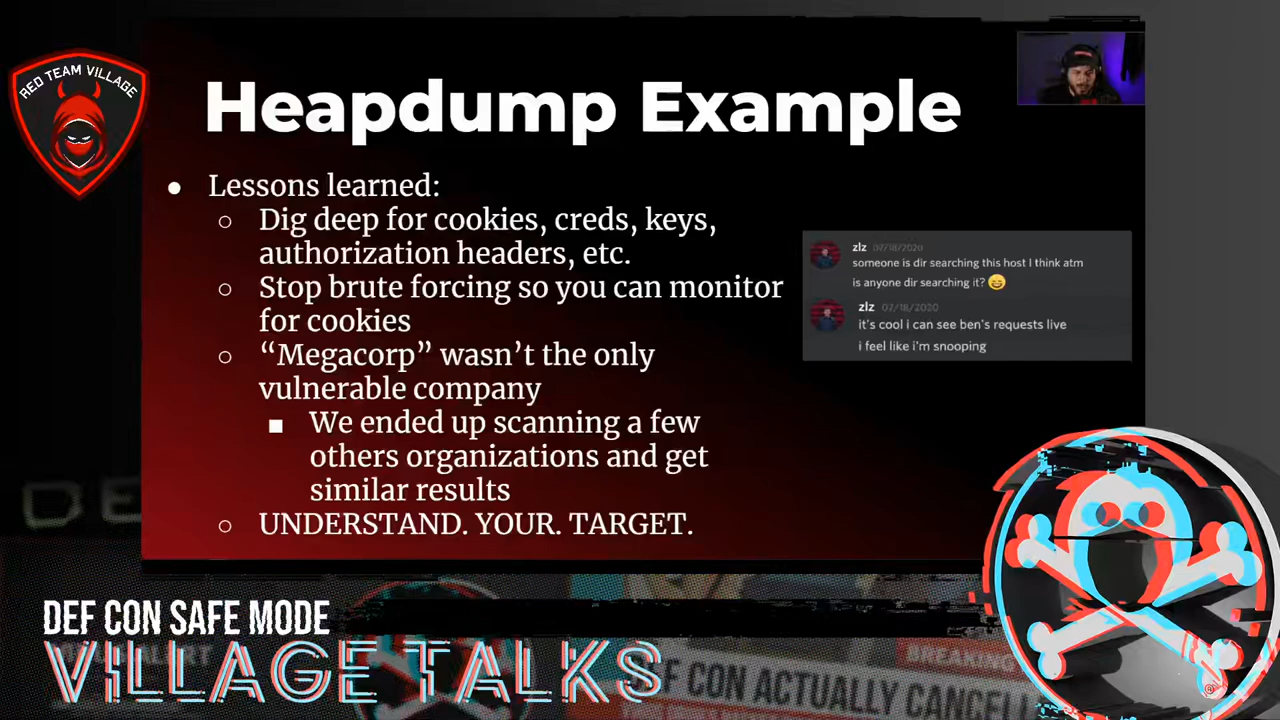 RED TEAM VILLAGE
Heapdump Example
● Lessons learned:
○ Dig deep for cookies, creds, keys,
authorization headers, etc.
○ Stop brute forcing so you can monitor
for cookies
○ “Megacorp” wasn’t the only
vulnerable company
■ We ended up scanning a few
others organizations and get
similar results
○ UNDERSTAND. YOUR. TARGET.
zlz 07/18/2020
someone is dir searching this host I think atm
is anyone dir searching it? 😄
zlz 07/18/2020
it's cool i can see ben's requests live
i feel like i'm snooping
DEF CON SAFE MODE
VILLAGE TALKS
BREAKING
DEF CON ACTUALLY CANCELL